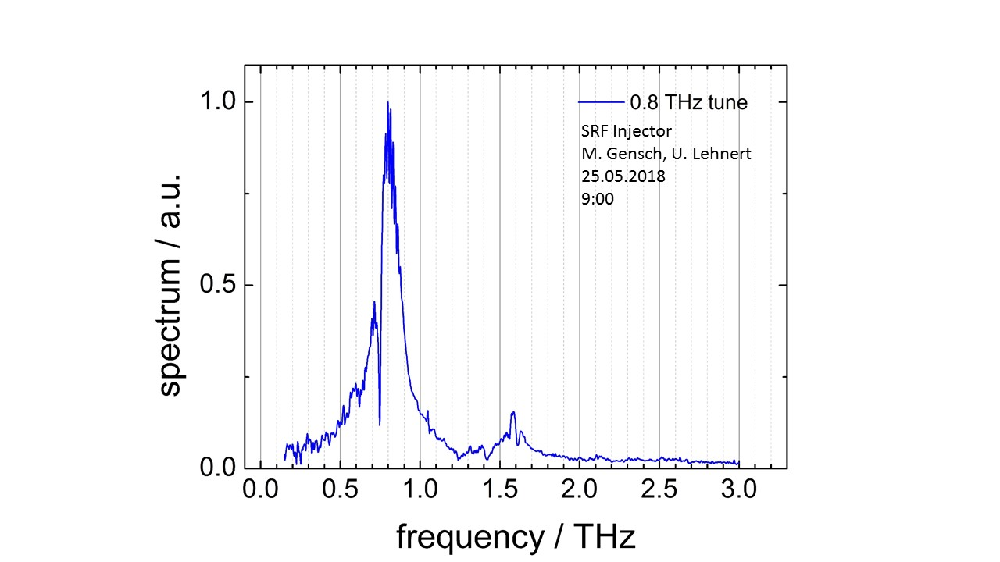 1.0
0.5
0.0
spectrum / a.u.
0.0 0.5 1.0 1.5 2.0 2.5 3.0
frequency / THz
0.8 THz tune
SRF Injector
M. Gensch, U. Lehnert
25.05.2018
9:00